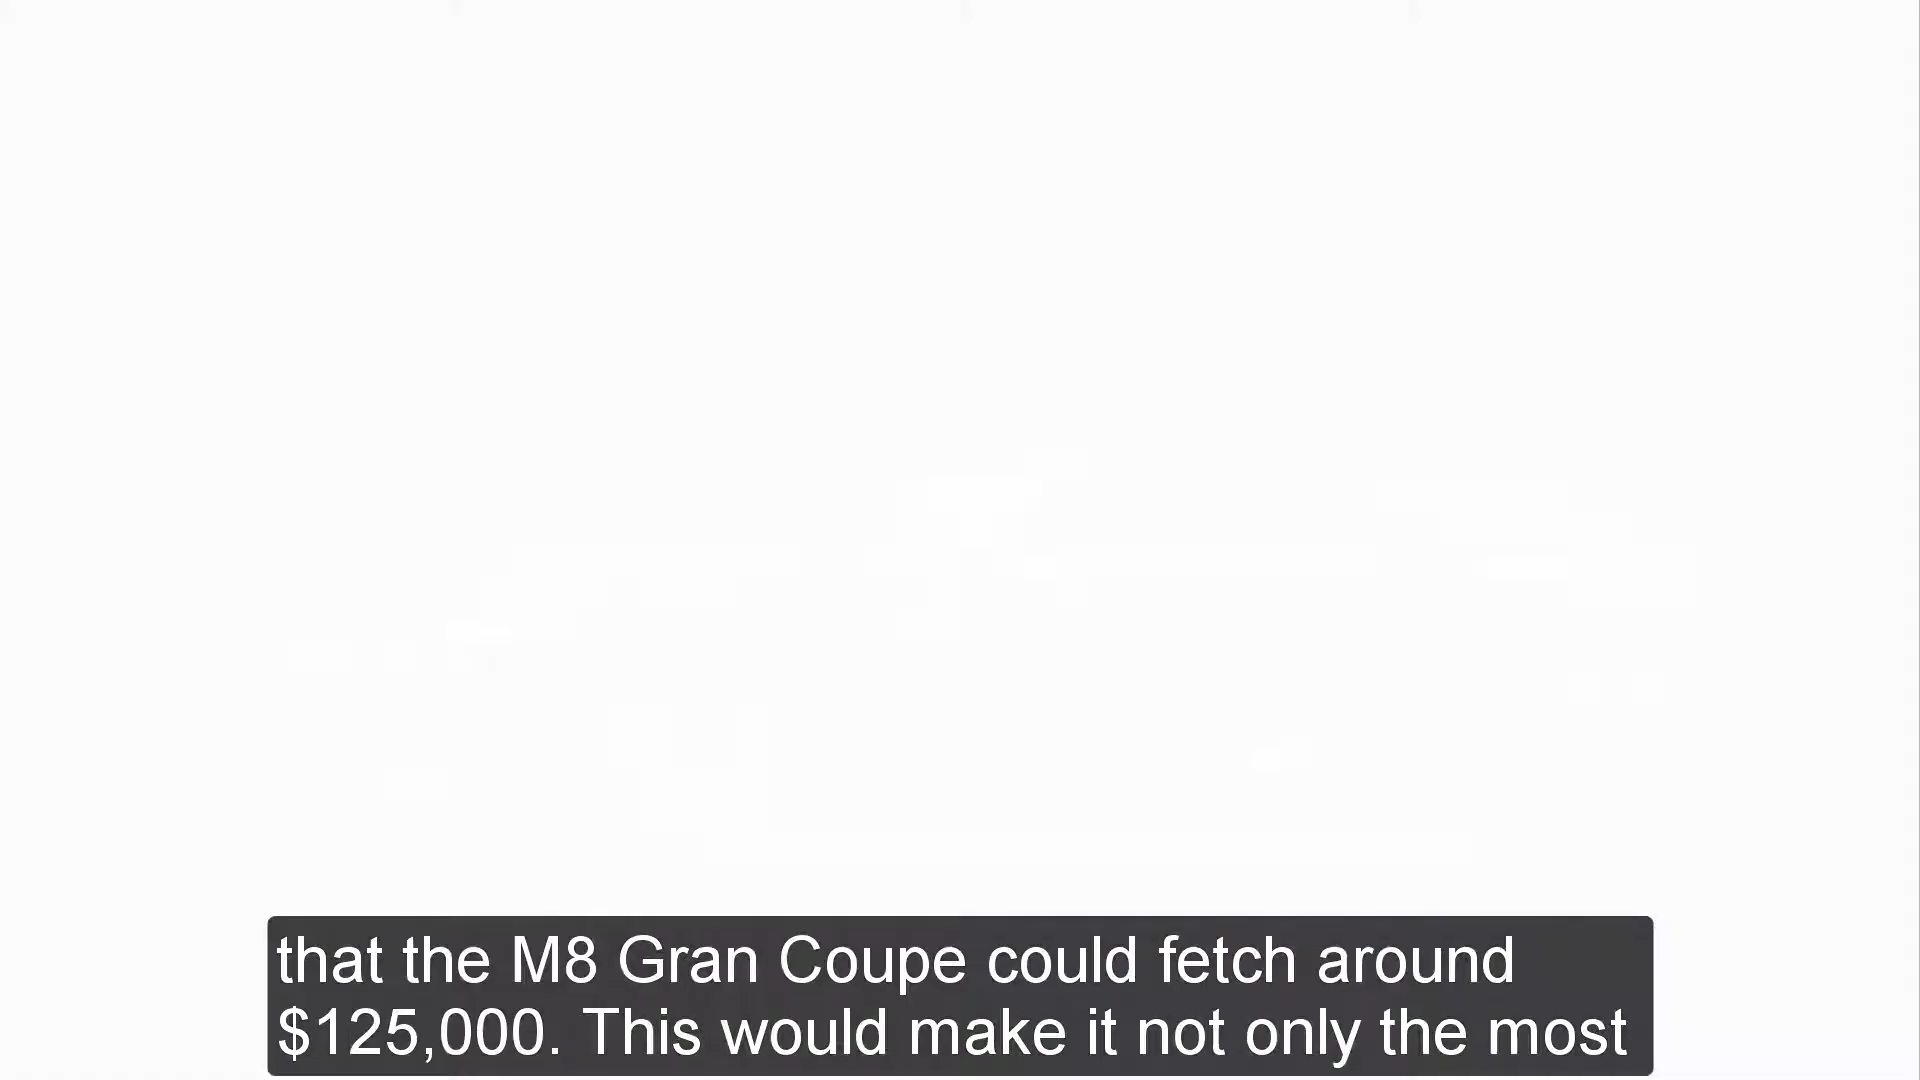 that the M8 Gran Coupe could fetch around
$125,000. This would make it not only the most